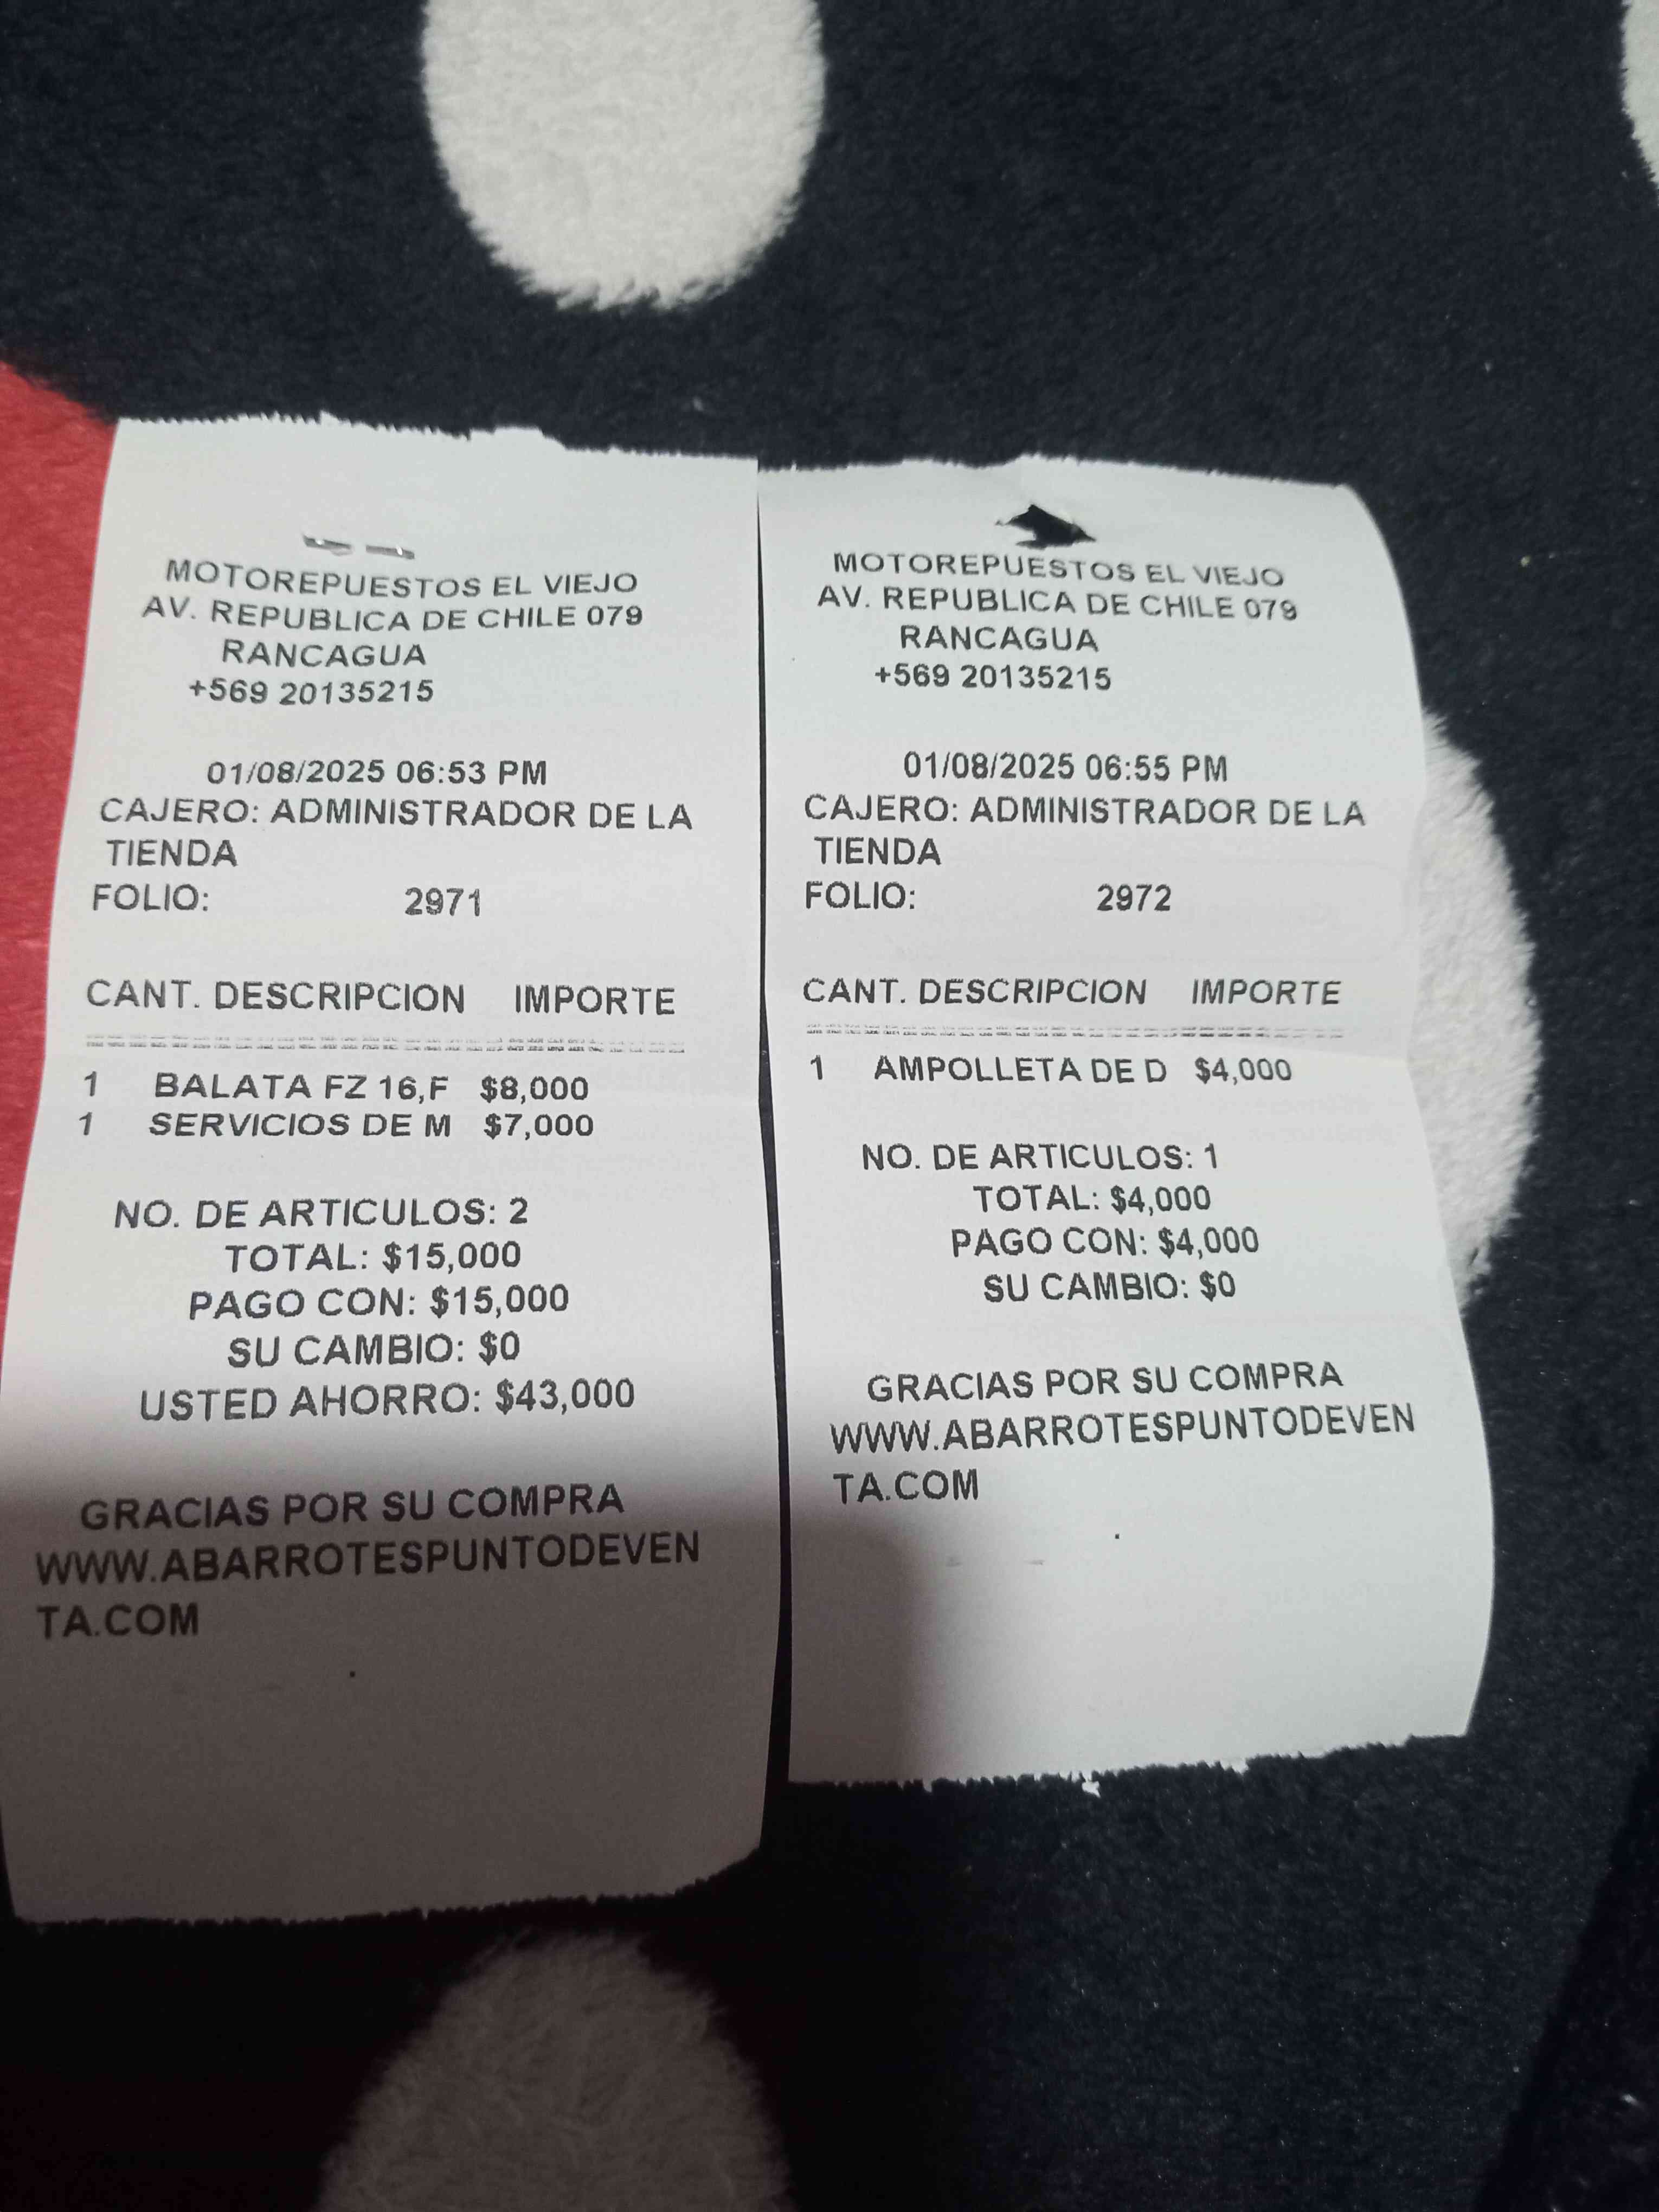 MOTOREPUESTOS EL VIEJO
AV. REPUBLICA DE CHILE 079
RANCAGUA
+569 20135215
01/08/2025 06:53 PM
CAJERO: ADMINISTRADOR DE LA
TIENDA
FOLIO: 2971
CANT. DESCRIPCION IMPORTE
1 BALATA FZ 16,F $8,000
1 SERVICIOS DE M $7,000
NO. DE ARTICULOS: 2
TOTAL: $15,000
PAGO CON: $15,000
SU CAMBIO: $0
USTED AHORRO: $43,000
GRACIAS POR SU COMPRA
WWW.ABARROTESPUNTODEVEN
TA.COM
MOTOREPUESTOS EL VIEJO
AV. REPUBLICA DE CHILE 079
RANCAGUA
+569 20135215
01/08/2025 06:55 PM
CAJERO: ADMINISTRADOR DE LA
TIENDA
FOLIO: 2972
CANT. DESCRIPCION IMPORTE
1 AMPOLLETA DE D $4,000
NO. DE ARTICULOS: 1
TOTAL: $4,000
PAGO CON: $4,000
SU CAMBIO: $0
GRACIAS POR SU COMPRA
WWW.ABARROTESPUNTODEVEN
TA.COM